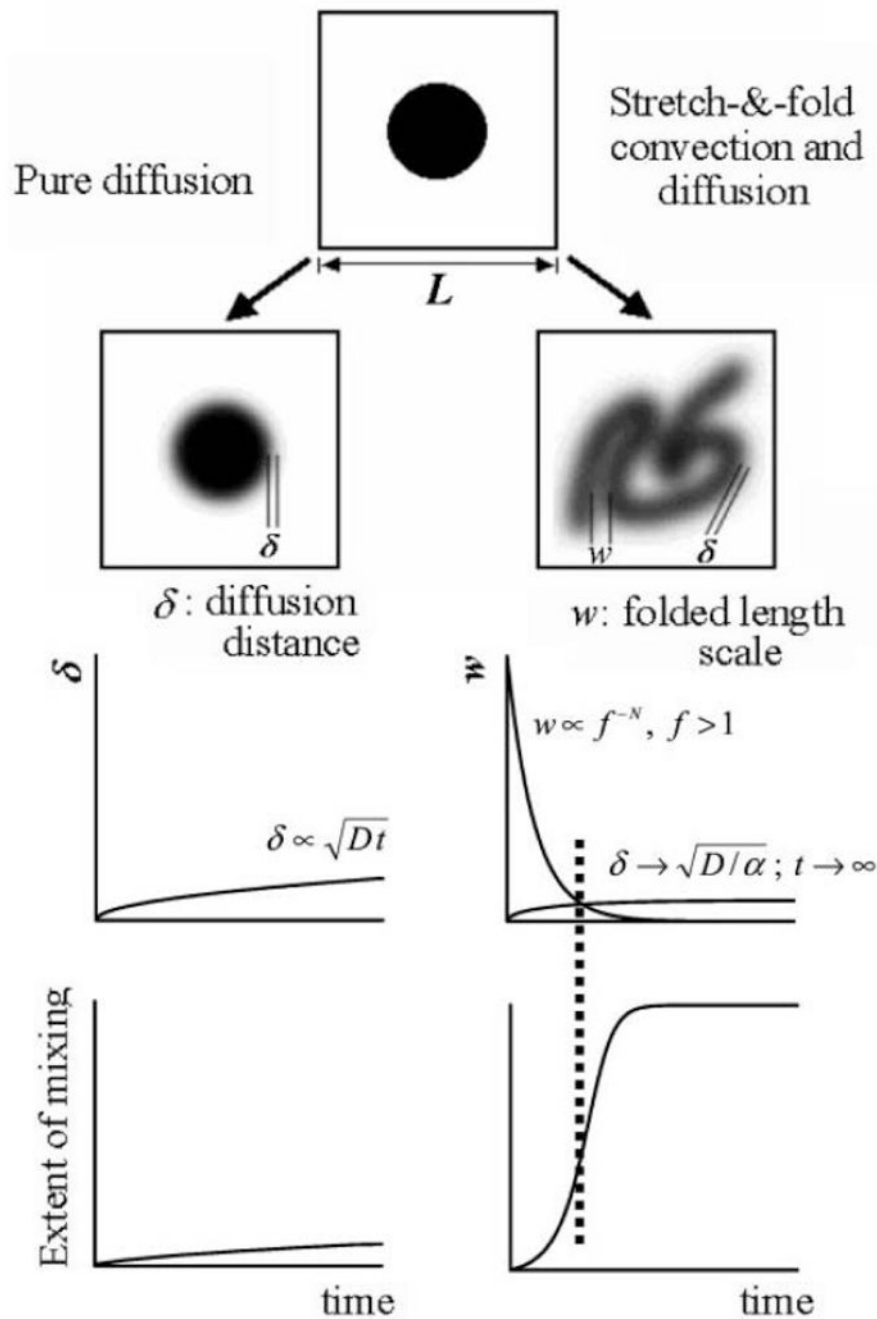 Pure diffusion
Stretch-&-fold
convection and
diffusion
L
δ
w
δ
δ: diffusion
distance
w: folded length
scale
δ
δ ∝ √Dt
w
w ∝ f^{-N}, f > 1
δ → √D/α; t → ∞
Extent of mixing
time
time